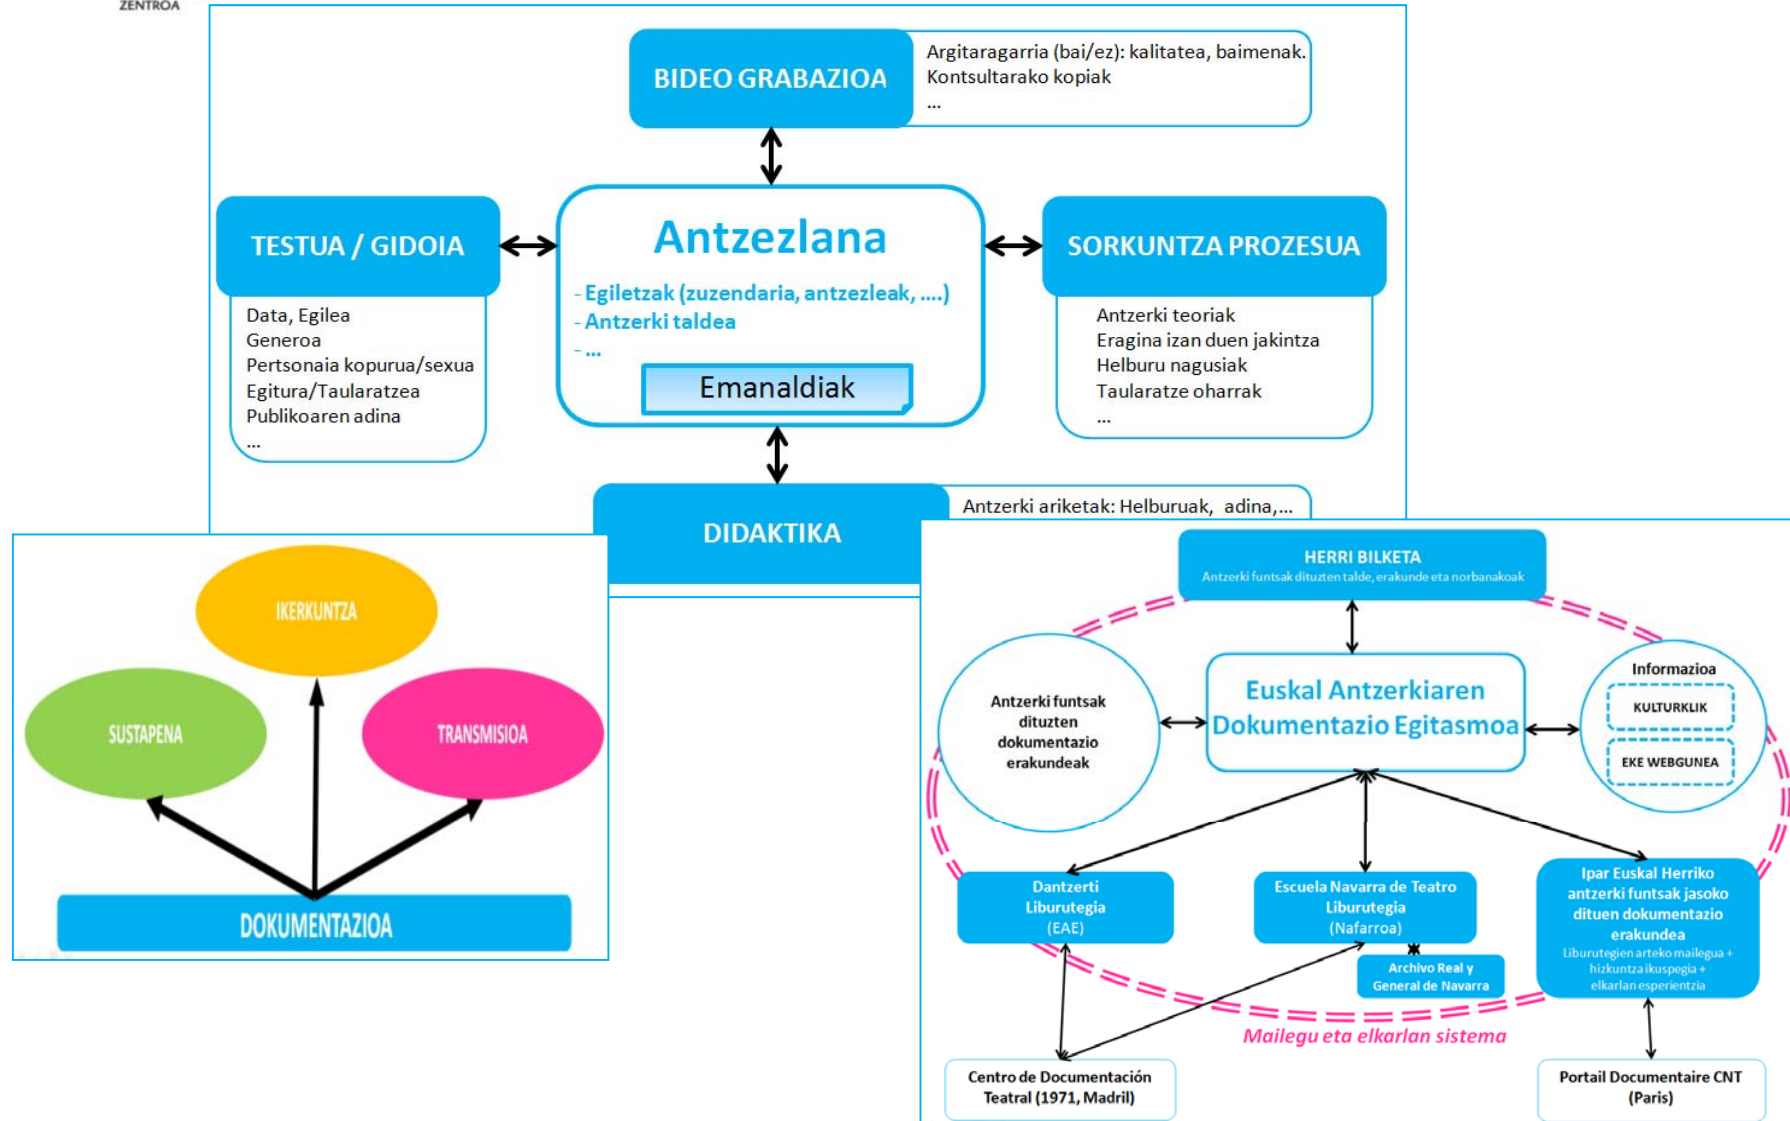 ZENTROA
BIDEO GRABAZIOA
Argitaragarria (bai/ez): kalitatea, baimenak.
Kontsultarako kopiak
...
TESTUA / GIDOIA
Data, Egilea
Generoa
Pertsonaia kopurua/sexua
Egitura/Taularatzea
Publikoaren adina
...
Antzezlana
- Egiletzak (zuzendaria, antzezleak, ....)
- Antzerki taldea
- ...
Emanaldiak
SORKUNTZA PROZESUA
Antzerki teoriak
Eragina izan duen jakintza
Helburu nagusiak
Taularatze oharrak
...
DIDAKTIKA
Antzerki ariketak: Helburuak, adina,...
IKERKUNTZA
SUSTAPENA
TRANSMISIOA
DOKUMENTAZIOA
HERRI BILKETA
Antzerki funtsak dituzten talde, erakunde eta norbanakoak
Antzerki funtsak
dituzten
dokumentazio
erakundeak
Euskal Antzerkiaren
Dokumentazio Egitasmoa
Informazioa
KULTURKLIK
EKE WEBGUNEA
Dantzerti
Liburutegia
(EAE)
Escuela Navarra de Teatro
Liburutegia
(Nafarroa)
Archivo Real y
General de Navarra
Ipar Euskal Herriko
antzerki funtsak jasoko
dituen dokumentazio
erakundea
Liburutegien arteko mailegua +
hizkuntza ikuspegia +
elkarlan esperientzia
Mailegu eta elkarlan sistema
Centro de Documentación
Teatral (1971, Madril)
Portail Documentaire CNT
(Paris)